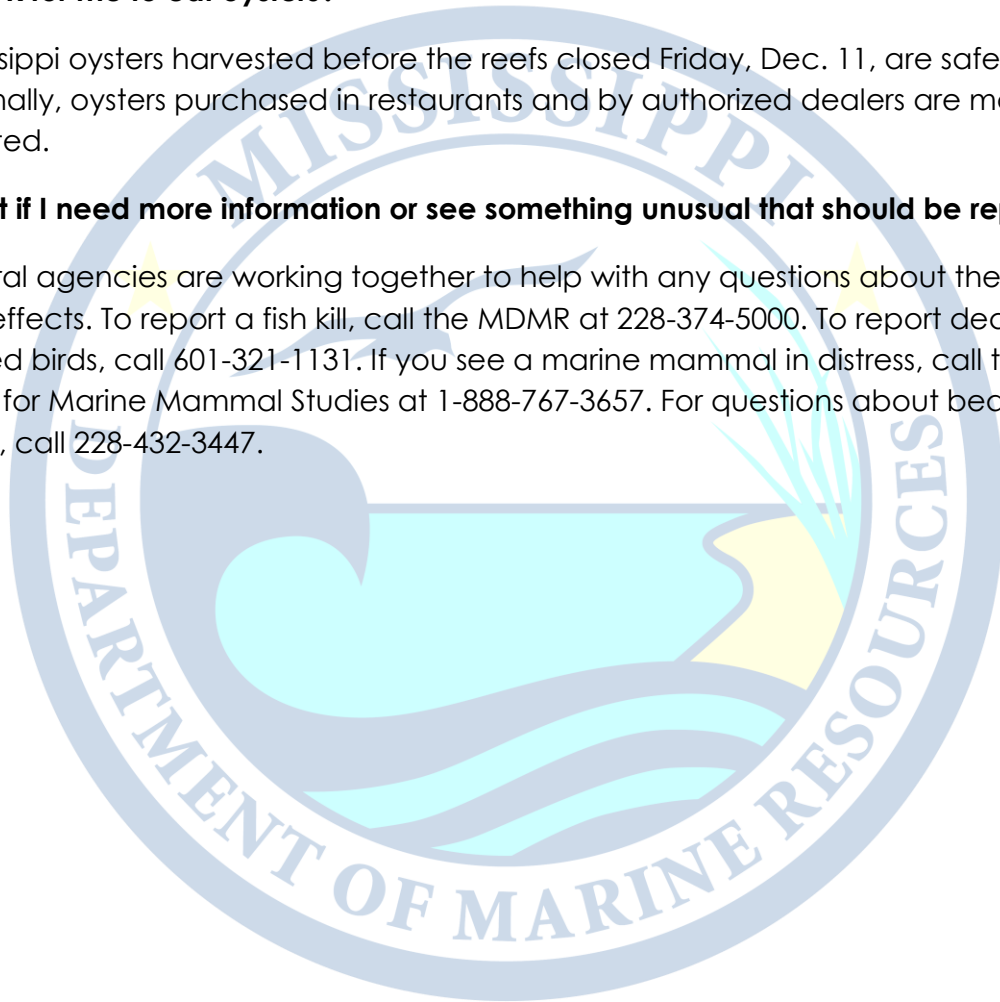 sippi oysters harvested before the reefs closed Friday, Dec. 11, are safe
nally, oysters purchased in restaurants and by authorized dealers are
ted.
t if I need more information or see something unusual that should be
ral agencies are working together to help with any questions about the
effects. To report a fish kill, call the MDMR at 228-374-5000. To report
ed birds, call 601-321-1131. If you see a marine mammal in distress, call
for Marine Mammal Studies at 1-888-767-3657. For questions about
, call 228-432-3447.
MISSISSIPPI
DEPARTMENT OF MARINE RESOURCES